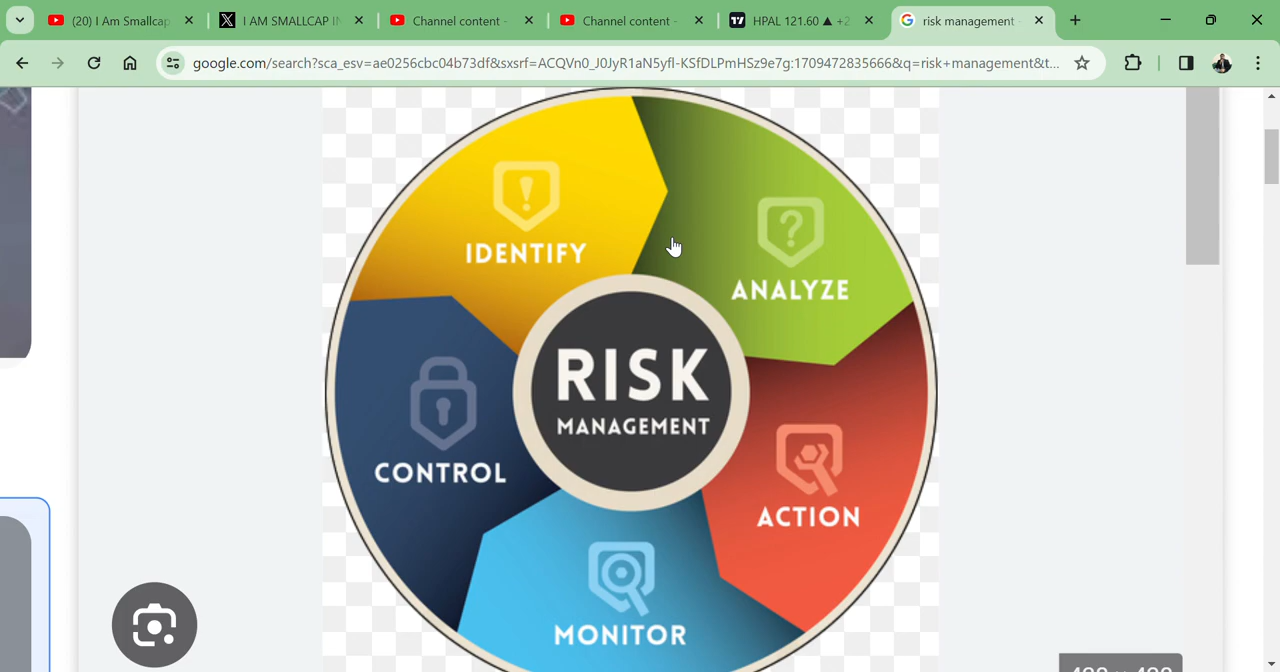 (20) I Am Smallcap
I AM SMALLCAP IN
Channel content -
Channel content -
HPAL 121.60 ▲ +2
risk management -
google.com/search?sca_esv=ae0256cbc04b73df&sxsrf=ACQVn0_J0JyR1aN5yfl-KSfDLPmHSz9e7g:1709472835666&q=risk+management&t...
IDENTIFY
ANALYZE
RISK
MANAGEMENT
CONTROL
ACTION
MONITOR